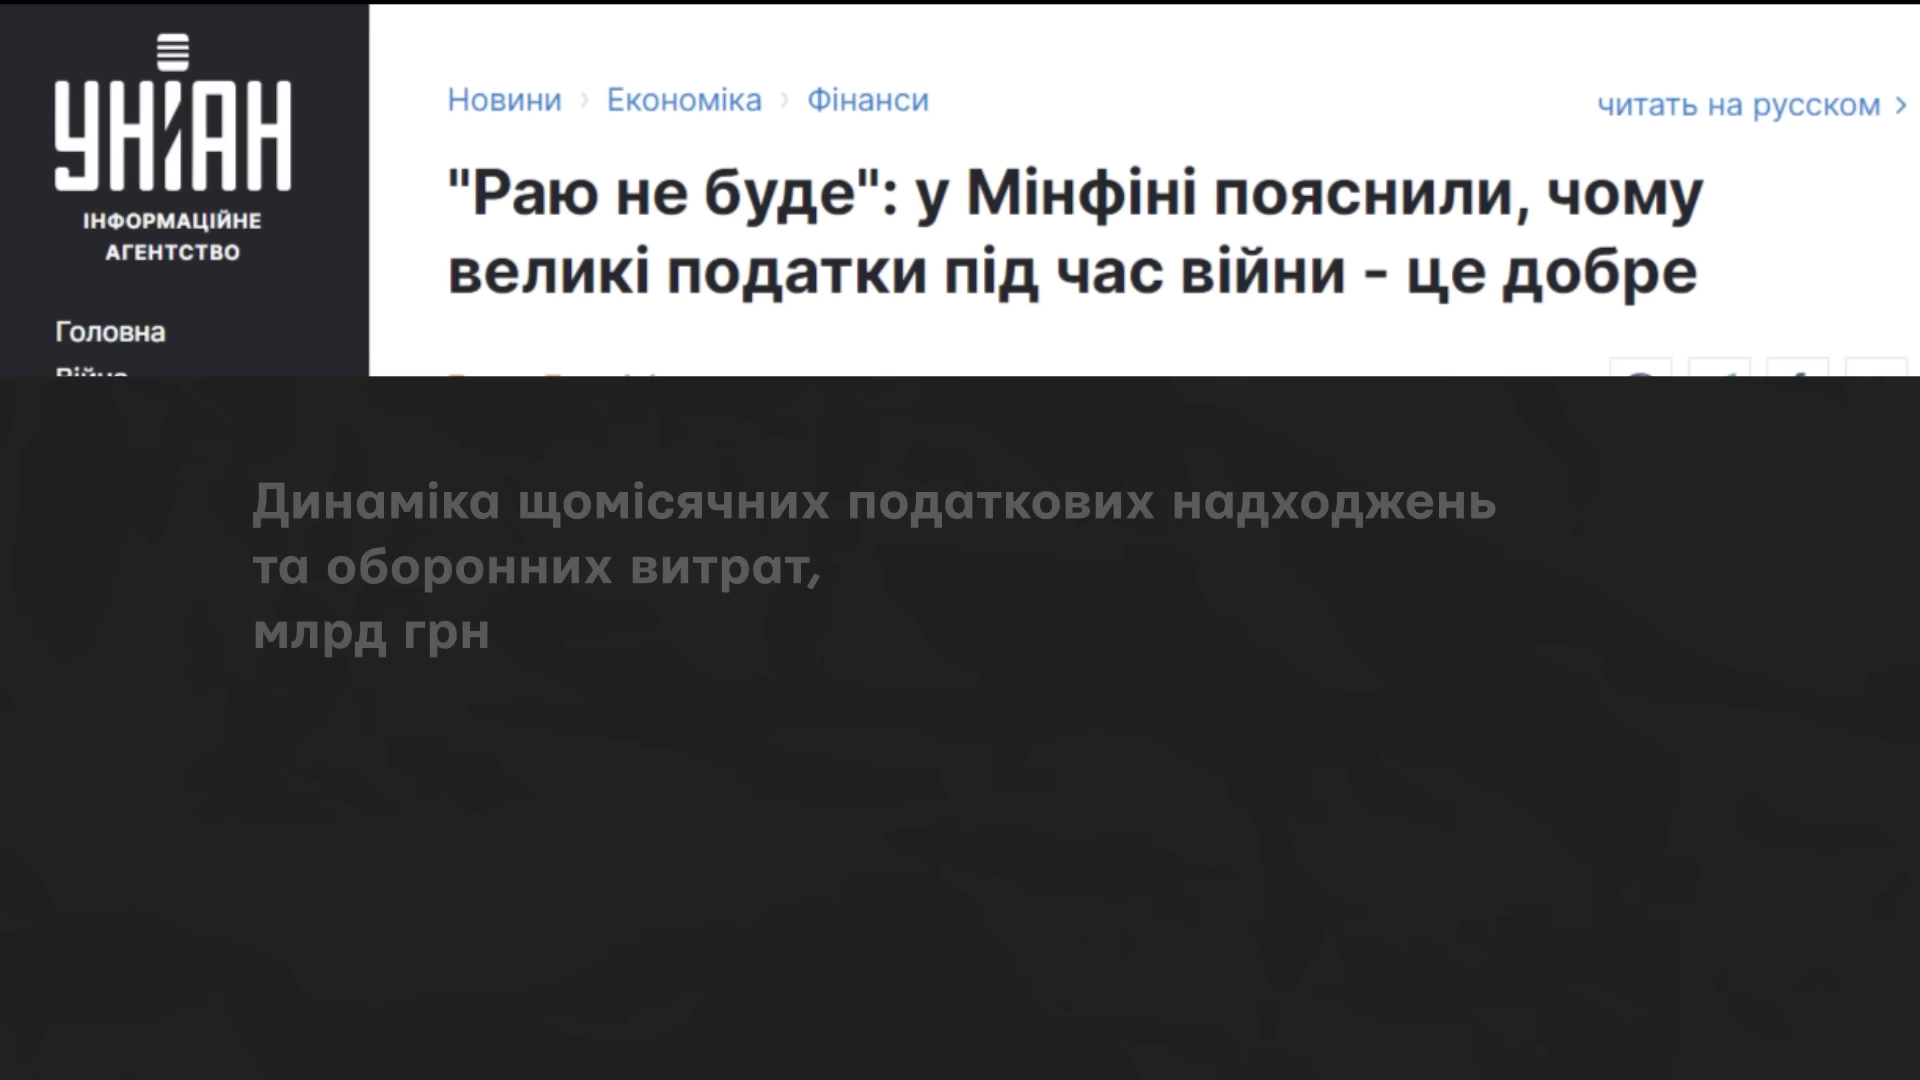 УНІАН
ІНФОРМАЦІЙНЕ
АГЕНТСТВО
Головна
Війна
Новини › Економіка › Фінанси
читать на русском >
"Раю не буде": у Мінфіні пояснили, чому
великі податки під час війни - це добре
Динаміка щомісячних податкових надходжень
та оборонних витрат,
млрд грн